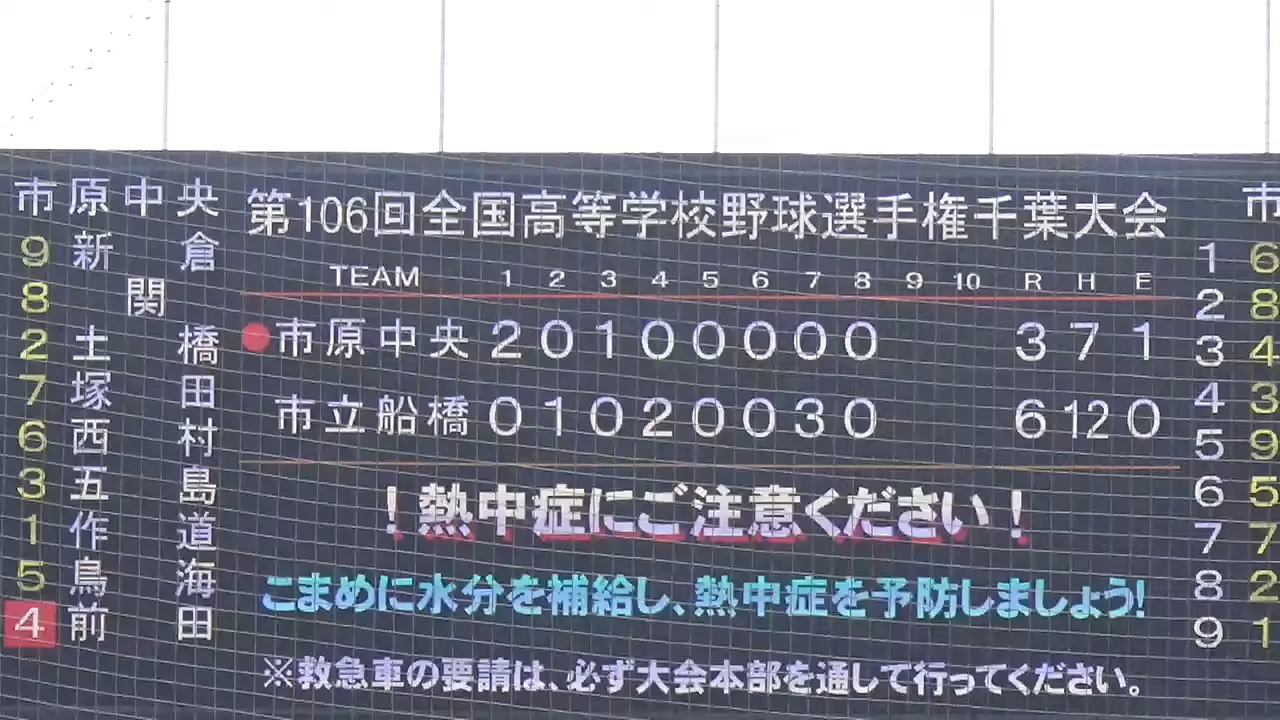 市原中央
9 新倉
8 関
2 土橋
7 塚田
6 西村
3 五島
1 作道
5 鳥海
4 前田
第106回全国高等学校野球選手権千葉大会
TEAM 1 2 3 4 5 6 7 8 9 10 R H E
市原中央 2 0 1 0 0 0 0 0 3 7 1
市立船橋 0 1 0 2 0 0 3 0 6 12 0
！熱中症にご注意ください！
こまめに水分を補給し、熱中症を予防しましょう!
※救急車の要請は、必ず大会本部を通して行ってください。
市
1 6
2 8
3 4
4 3
5 9
6 5
7 7
8 2
9 1